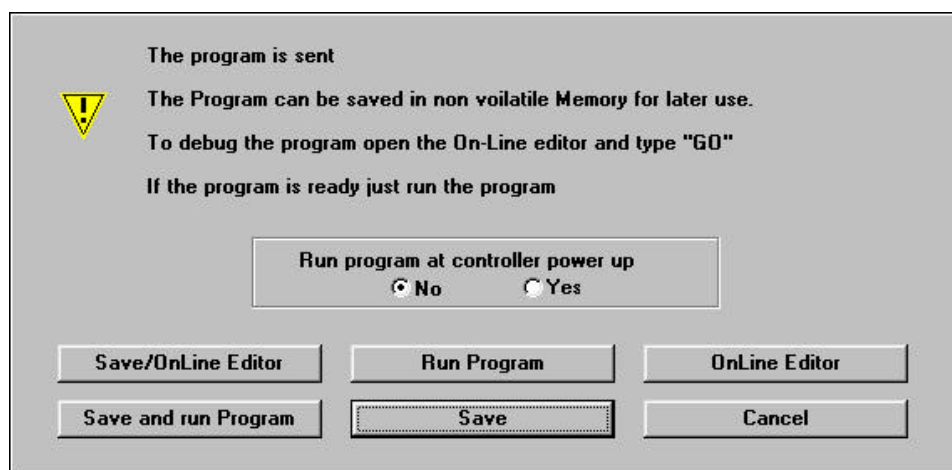 The program is sent
The Program can be saved in non voilatile Memory for later use.
To debug the program open the On-Line editor and type "GO"
If the program is ready just run the program
Run program at controller power up
No Yes
Save/OnLine Editor Run Program OnLine Editor
Save and run Program Save Cancel